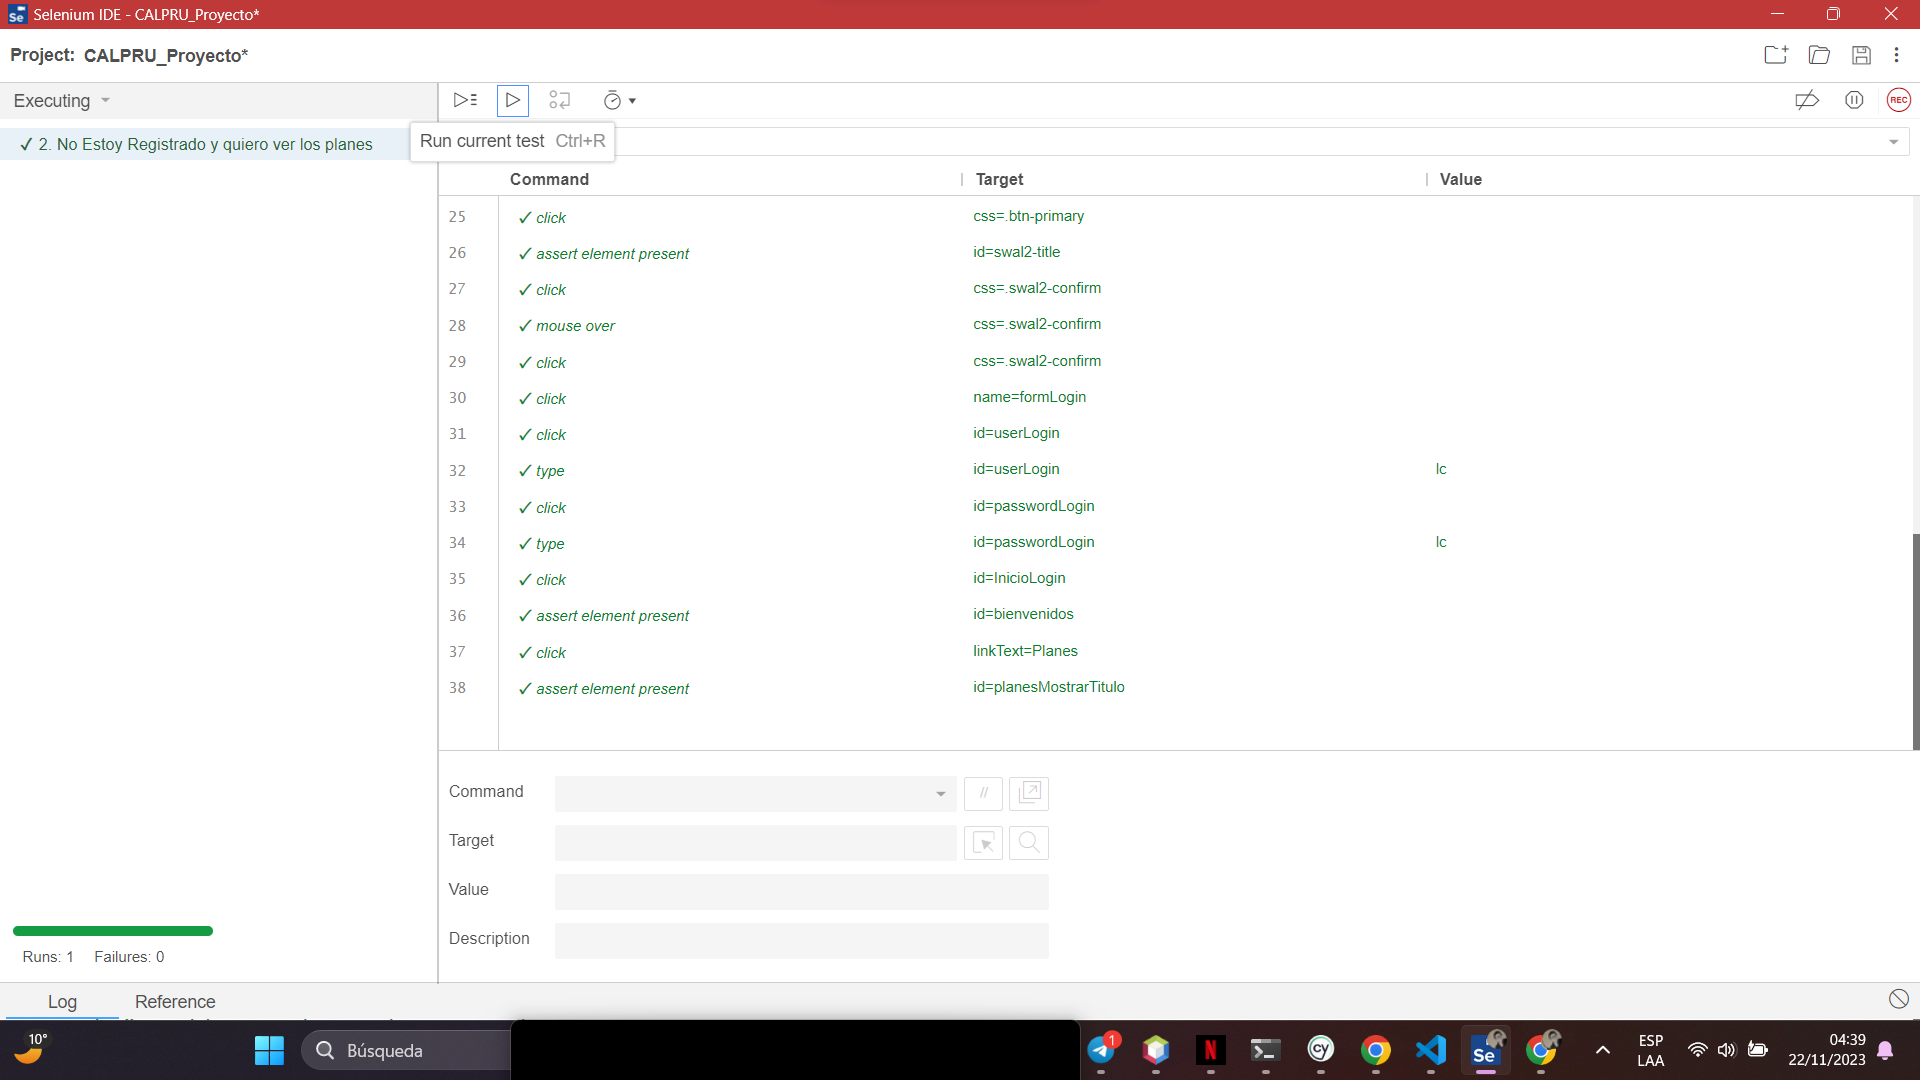 Selenium IDE - CALPRU_Proyecto*
Project: CALPRU_Proyecto*
Executing
REC
✓ 2. No Estoy Registrado y quiero ver los planes
Run current test Ctrl+R
Command Target Value
25 ✓ click css=.btn-primary
26 ✓ assert element present id=swal2-title
27 ✓ click css=.swal2-confirm
28 ✓ mouse over css=.swal2-confirm
29 ✓ click css=.swal2-confirm
30 ✓ click name=formLogin
31 ✓ click id=userLogin
32 ✓ type id=userLogin lc
33 ✓ click id=passwordLogin
34 ✓ type id=passwordLogin lc
35 ✓ click id=InicioLogin
36 ✓ assert element present id=bienvenidos
37 ✓ click linkText=Planes
38 ✓ assert element present id=planesMostrarTitulo
Command //
Target
Value
Description
Runs: 1 Failures: 0
Log Reference
10°
Búsqueda
1
N
cy
Se
ESP
LAA
04:39
22/11/2023